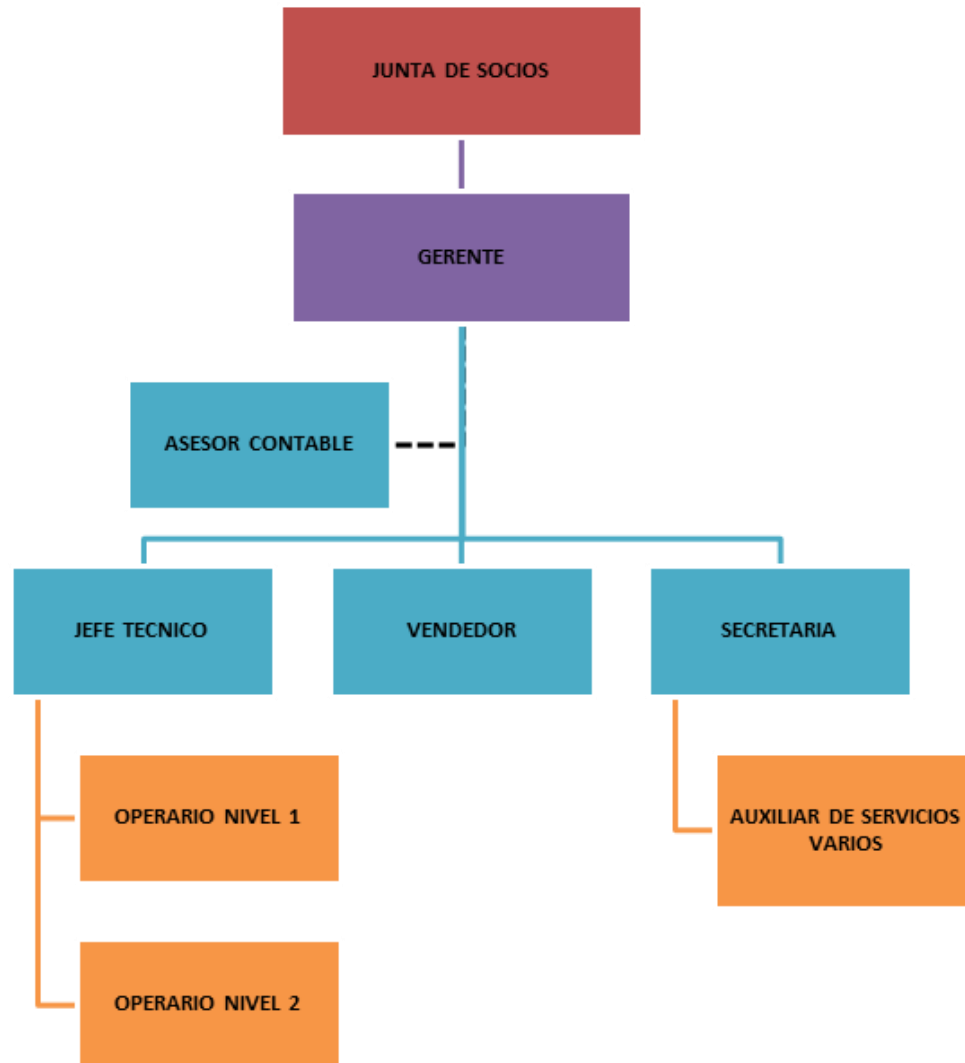 JUNTA DE SOCIOS
GERENTE
ASESOR CONTABLE
JEFE TECNICO
VENDEDOR
SECRETARIA
OPERARIO NIVEL 1
AUXILIAR DE SERVICIOS
VARIOS
OPERARIO NIVEL 2